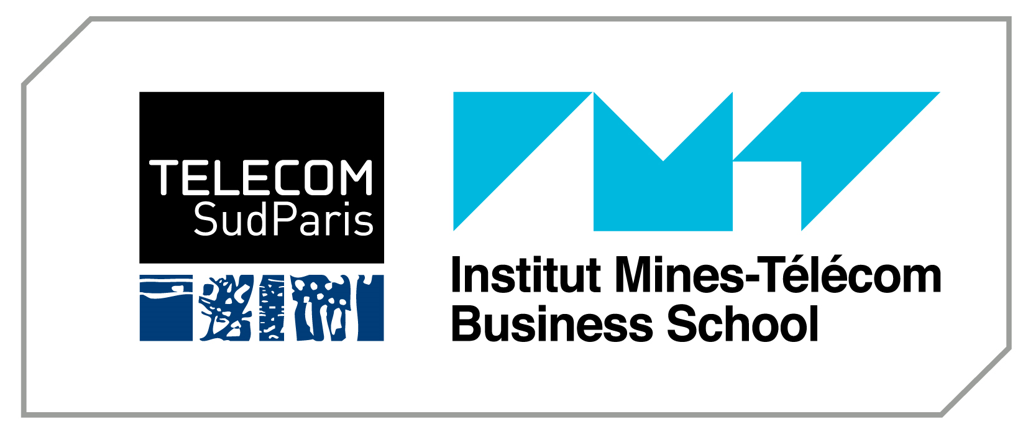 TELECOM
SudParis
Institut Mines-Télécom
Business School